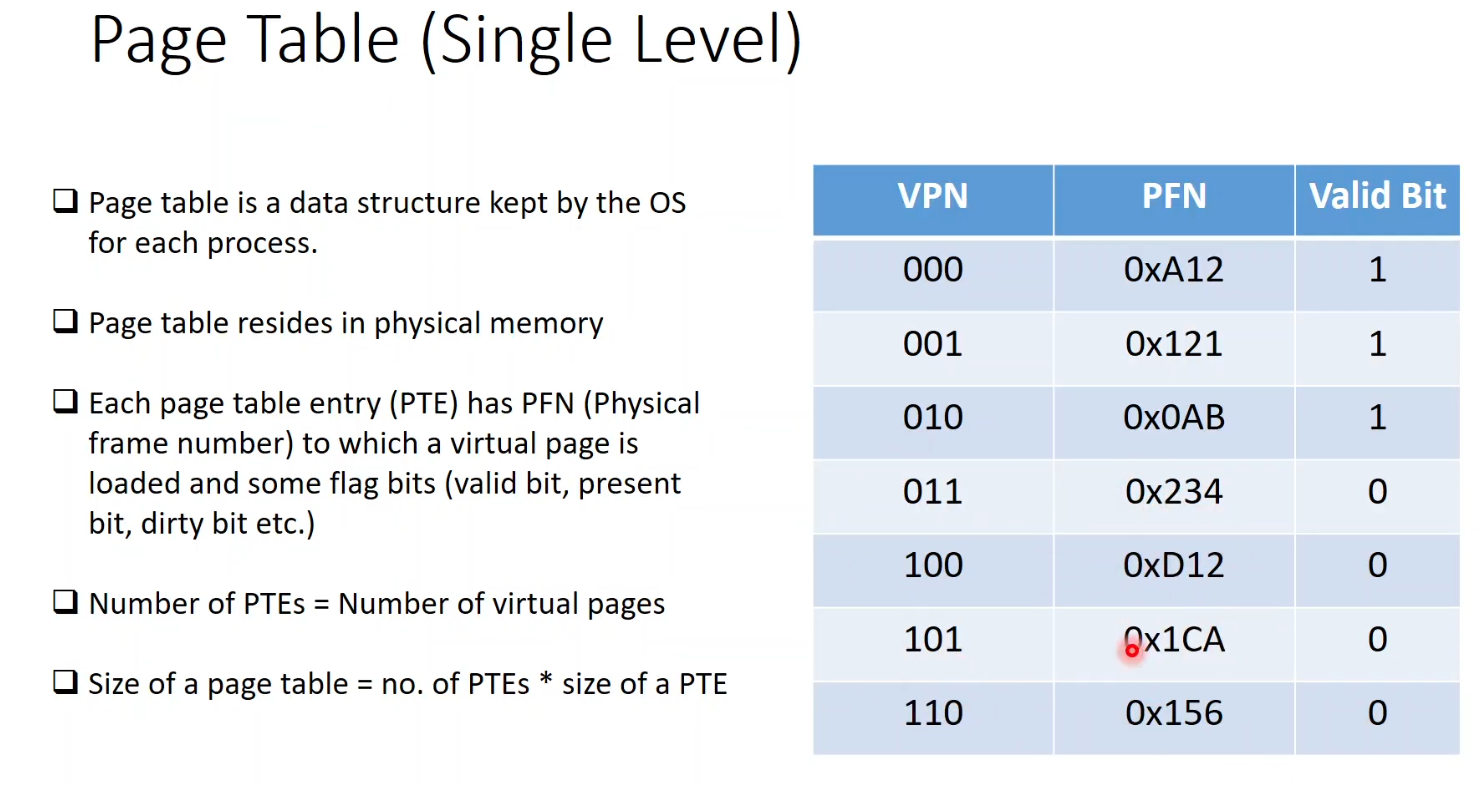 Page Table (Single Level)
Page table is a data structure kept by the OS
for each process.
Page table resides in physical memory
Each page table entry (PTE) has PFN (Physical
frame number) to which a virtual page is
loaded and some flag bits (valid bit, present
bit, dirty bit etc.)
Number of PTEs = Number of virtual pages
Size of a page table = no. of PTEs * size of a PTE
VPN PFN Valid Bit
000 0xA12 1
001 0x121 1
010 0x0AB 1
011 0x234 0
100 0xD12 0
101 0x1CA 0
110 0x156 0